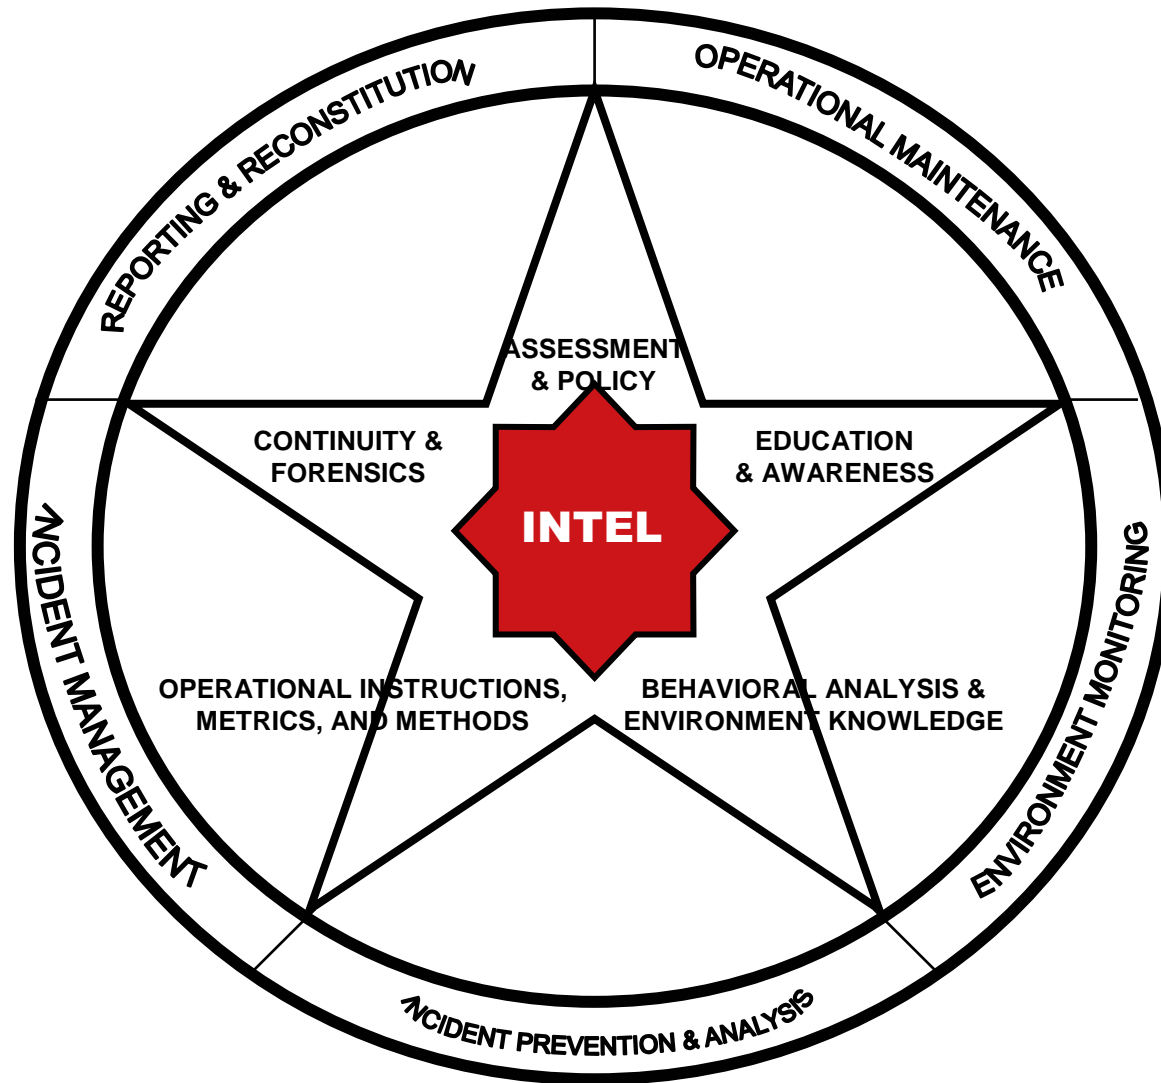 REPORTING & RECONSTITUTION
OPERATIONAL MAINTENANCE
ASSESSMENT
& POLICY
CONTINUITY &
FORENSICS
EDUCATION
& AWARENESS
INTEL
OPERATIONAL INSTRUCTIONS,
METRICS, AND METHODS
BEHAVIORAL ANALYSIS &
ENVIRONMENT KNOWLEDGE
INCIDENT MANAGEMENT
ENVIRONMENT MONITORING
INCIDENT PREVENTION & ANALYSIS